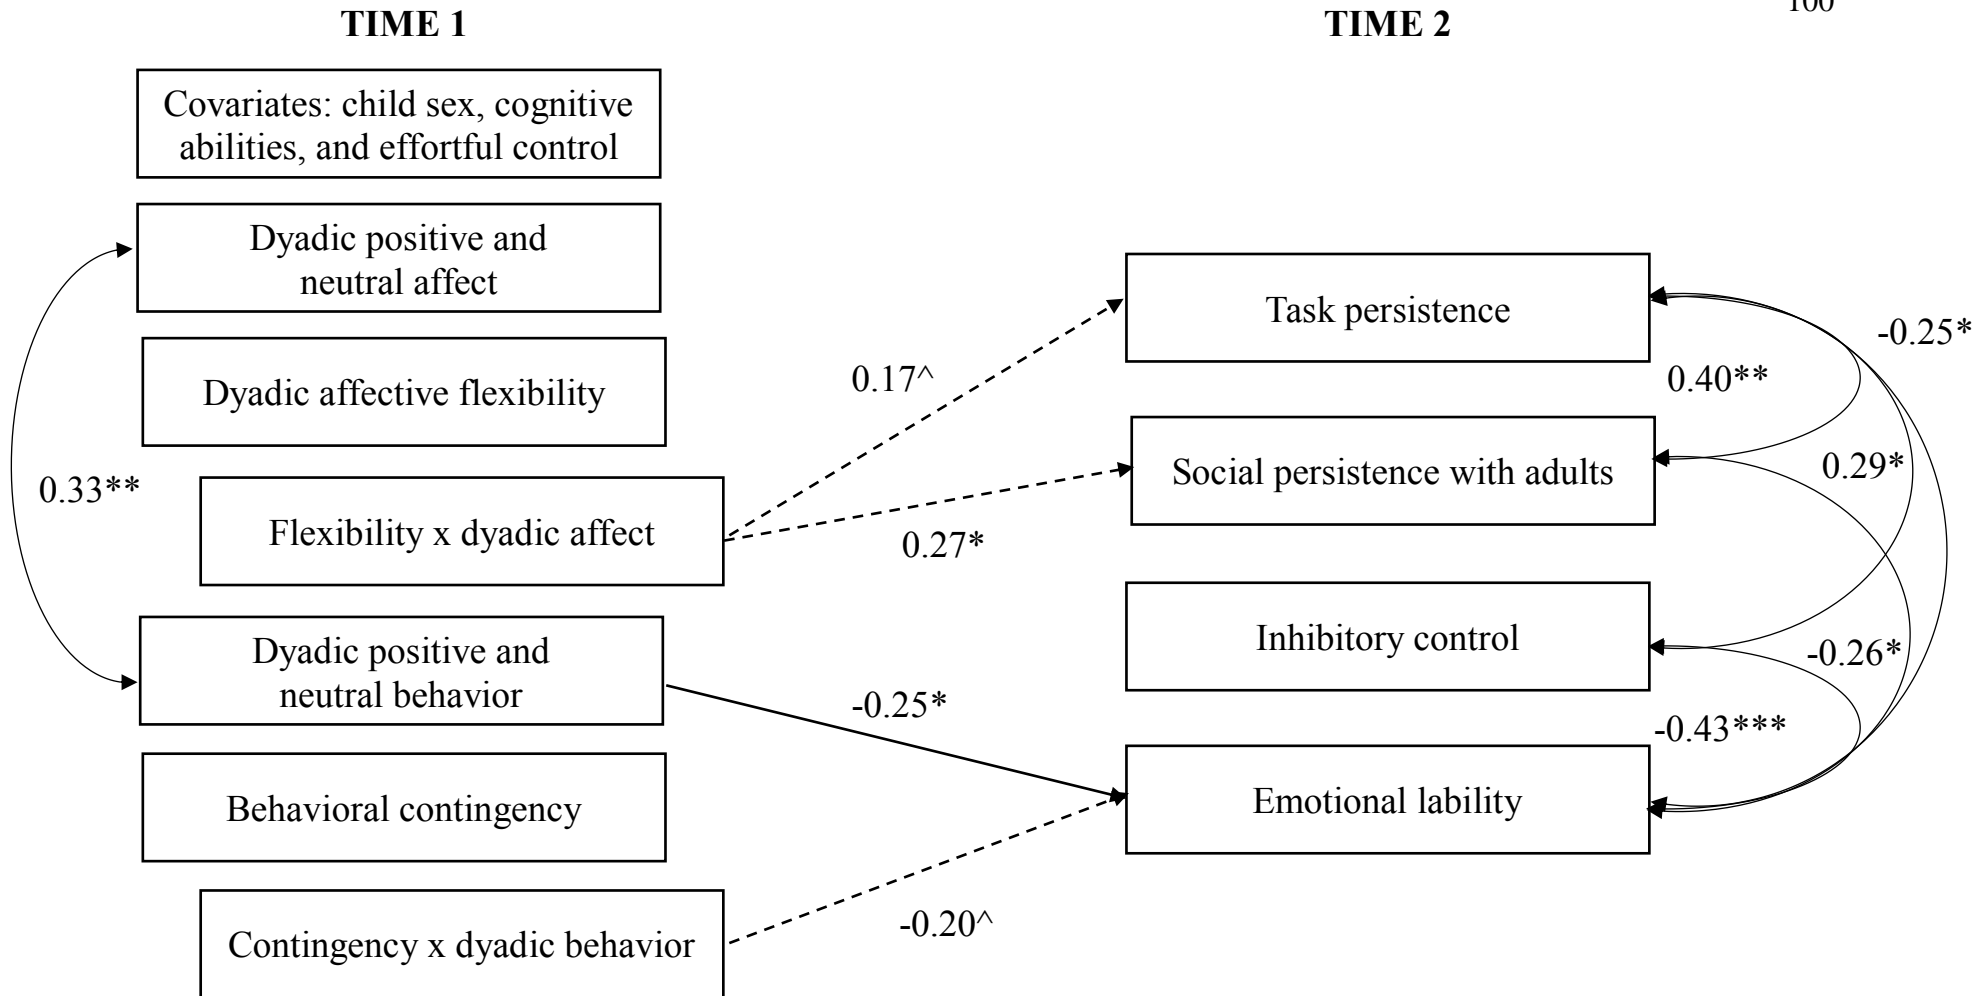 100
TIME 1
TIME 2
Covariates: child sex, cognitive
abilities, and effortful control
Dyadic positive and
neutral affect
Dyadic affective flexibility
Flexibility x dyadic affect
Dyadic positive and
neutral behavior
Behavioral contingency
Contingency x dyadic behavior
0.33**
0.17^
0.27*
-0.25*
-0.20^
Task persistence
Social persistence with adults
Inhibitory control
Emotional lability
-0.25*
0.40**
0.29*
-0.26*
-0.43***